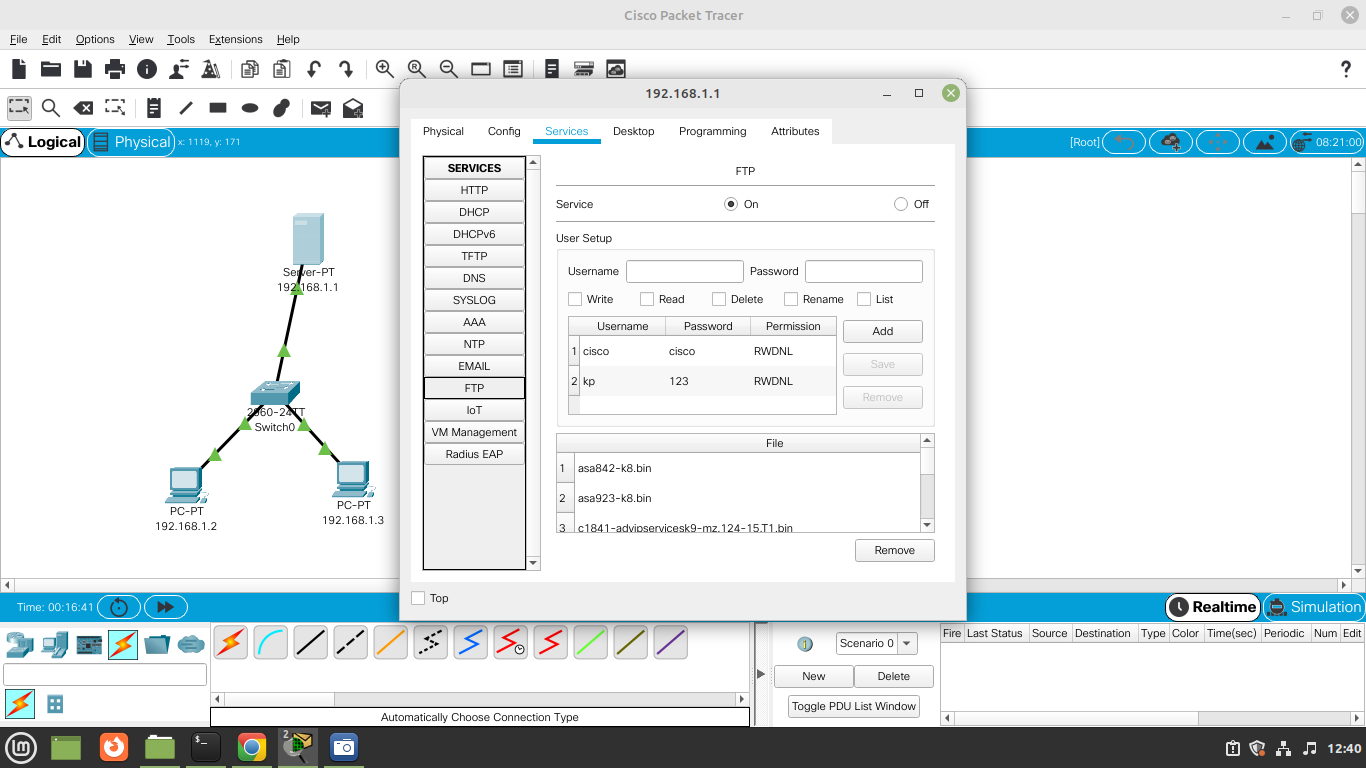 Cisco Packet Tracer
File Edit Options View Tools Extensions Help
192.168.1.1
Logical Physical x: 1119, y: 171
[Root] 08:21:00
Physical Config Services Desktop Programming Attributes
SERVICES
HTTP
DHCP
DHCPv6
TFTP
DNS
SYSLOG
AAA
NTP
EMAIL
FTP
IoT
VM Management
Radius EAP
FTP
Service On Off
User Setup
Username Password
Write Read Delete Rename List
Username Password Permission
1 cisco cisco RWDNL
2 kp 123 RWDNL
Add
Save
Remove
File
1 asa842-k8.bin
2 asa923-k8.bin
3 c1841-advipservicesk9-mz.124-15.T1.bin
Remove
Top
Server-PT
192.168.1.1
2960-24TT
Switch0
PC-PT
192.168.1.2
PC-PT
192.168.1.3
Time: 00:16:41
Realtime Simulation
Automatically Choose Connection Type
1 Scenario 0
New Delete
Toggle PDU List Window
Fire Last Status Source Destination Type Color Time(sec) Periodic Num Edit
2
12:40